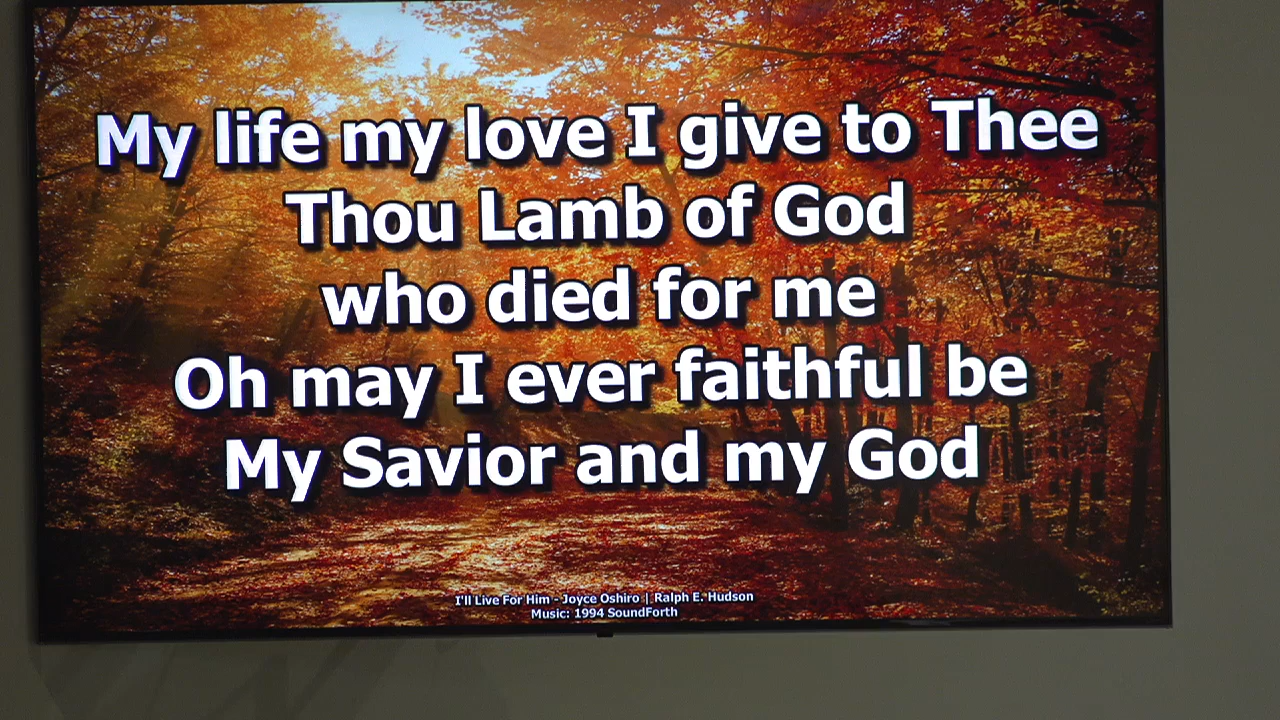 My life my love I give to Thee
Thou Lamb of God
who died for me
Oh may I ever faithful be
My Savior and my God
I'll Live For Him - Joyce Oshiro | Ralph E. Hudson
Music: 1994 SoundForth